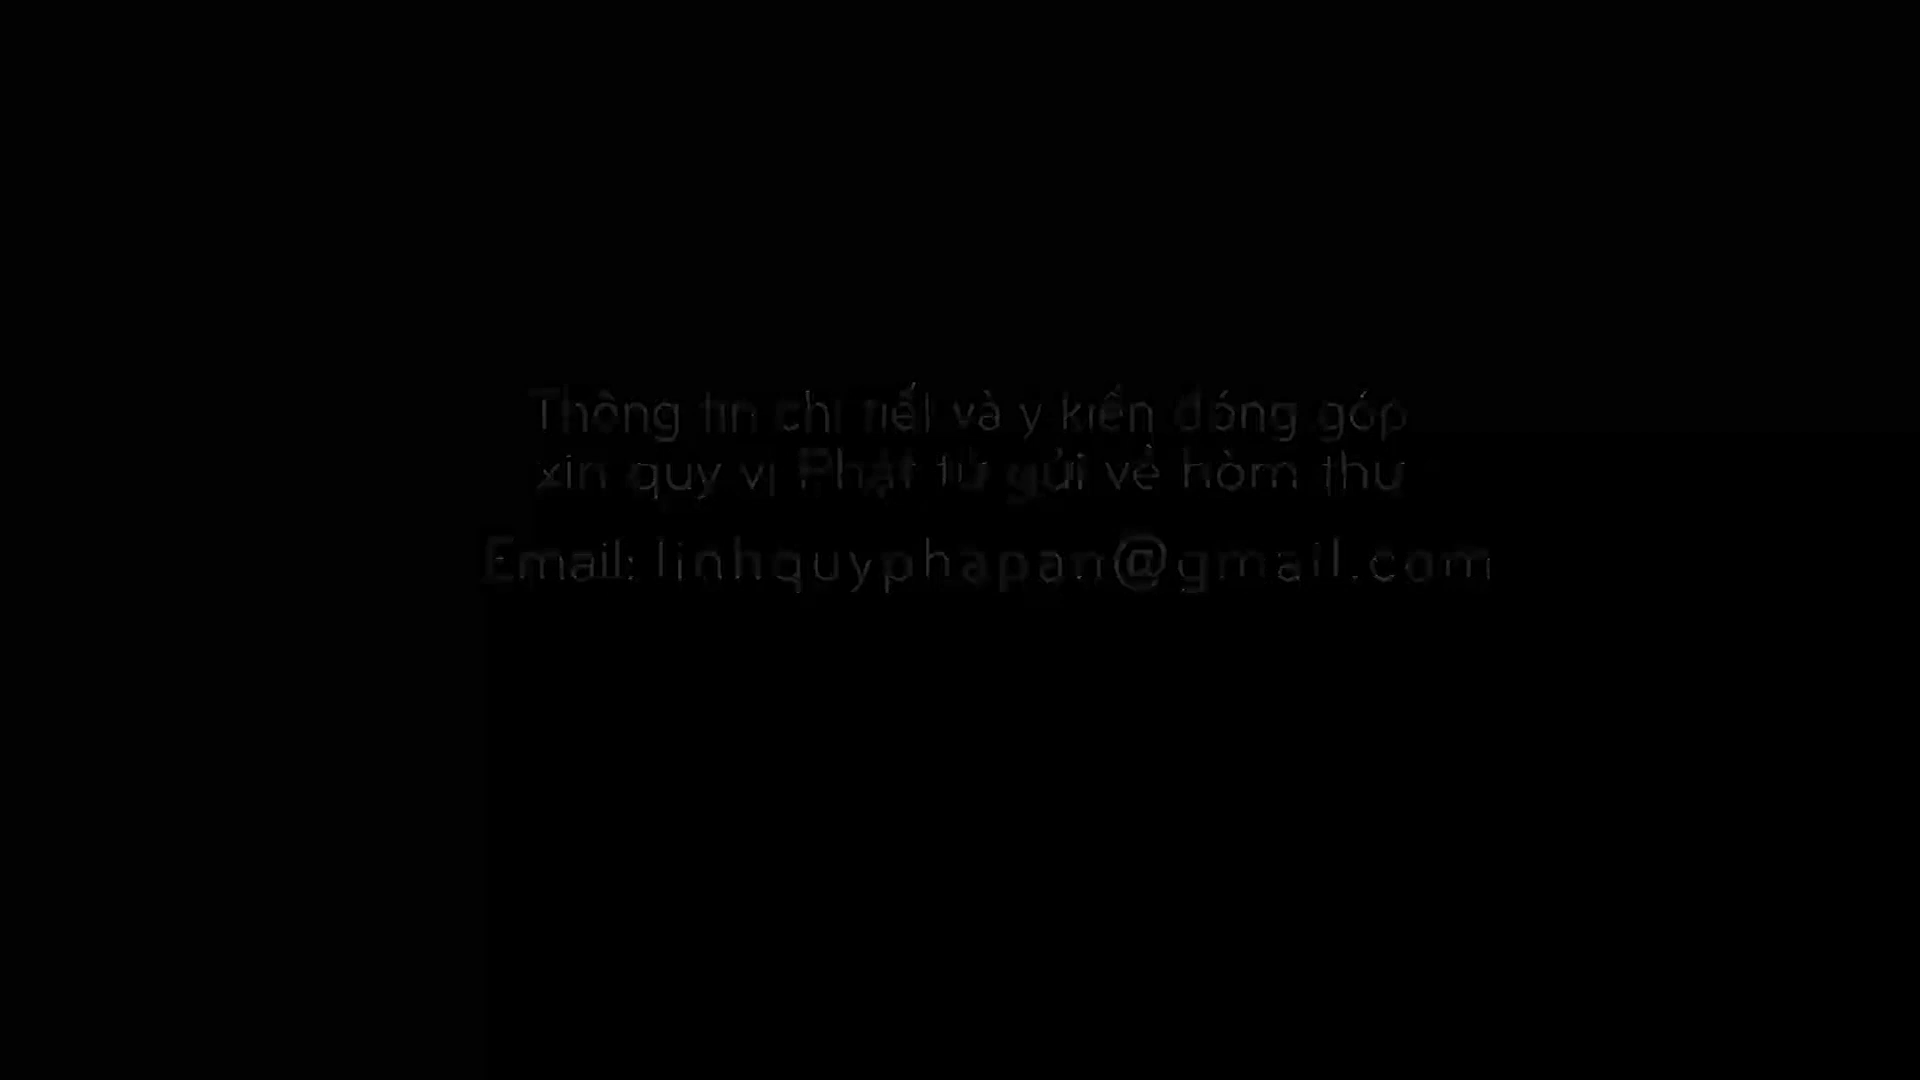 Thông tin chi tiết và ý kiến đóng góp
xin quý vị Phật tử gửi về hòm thư
Email: linhquyphapan@gmail.com